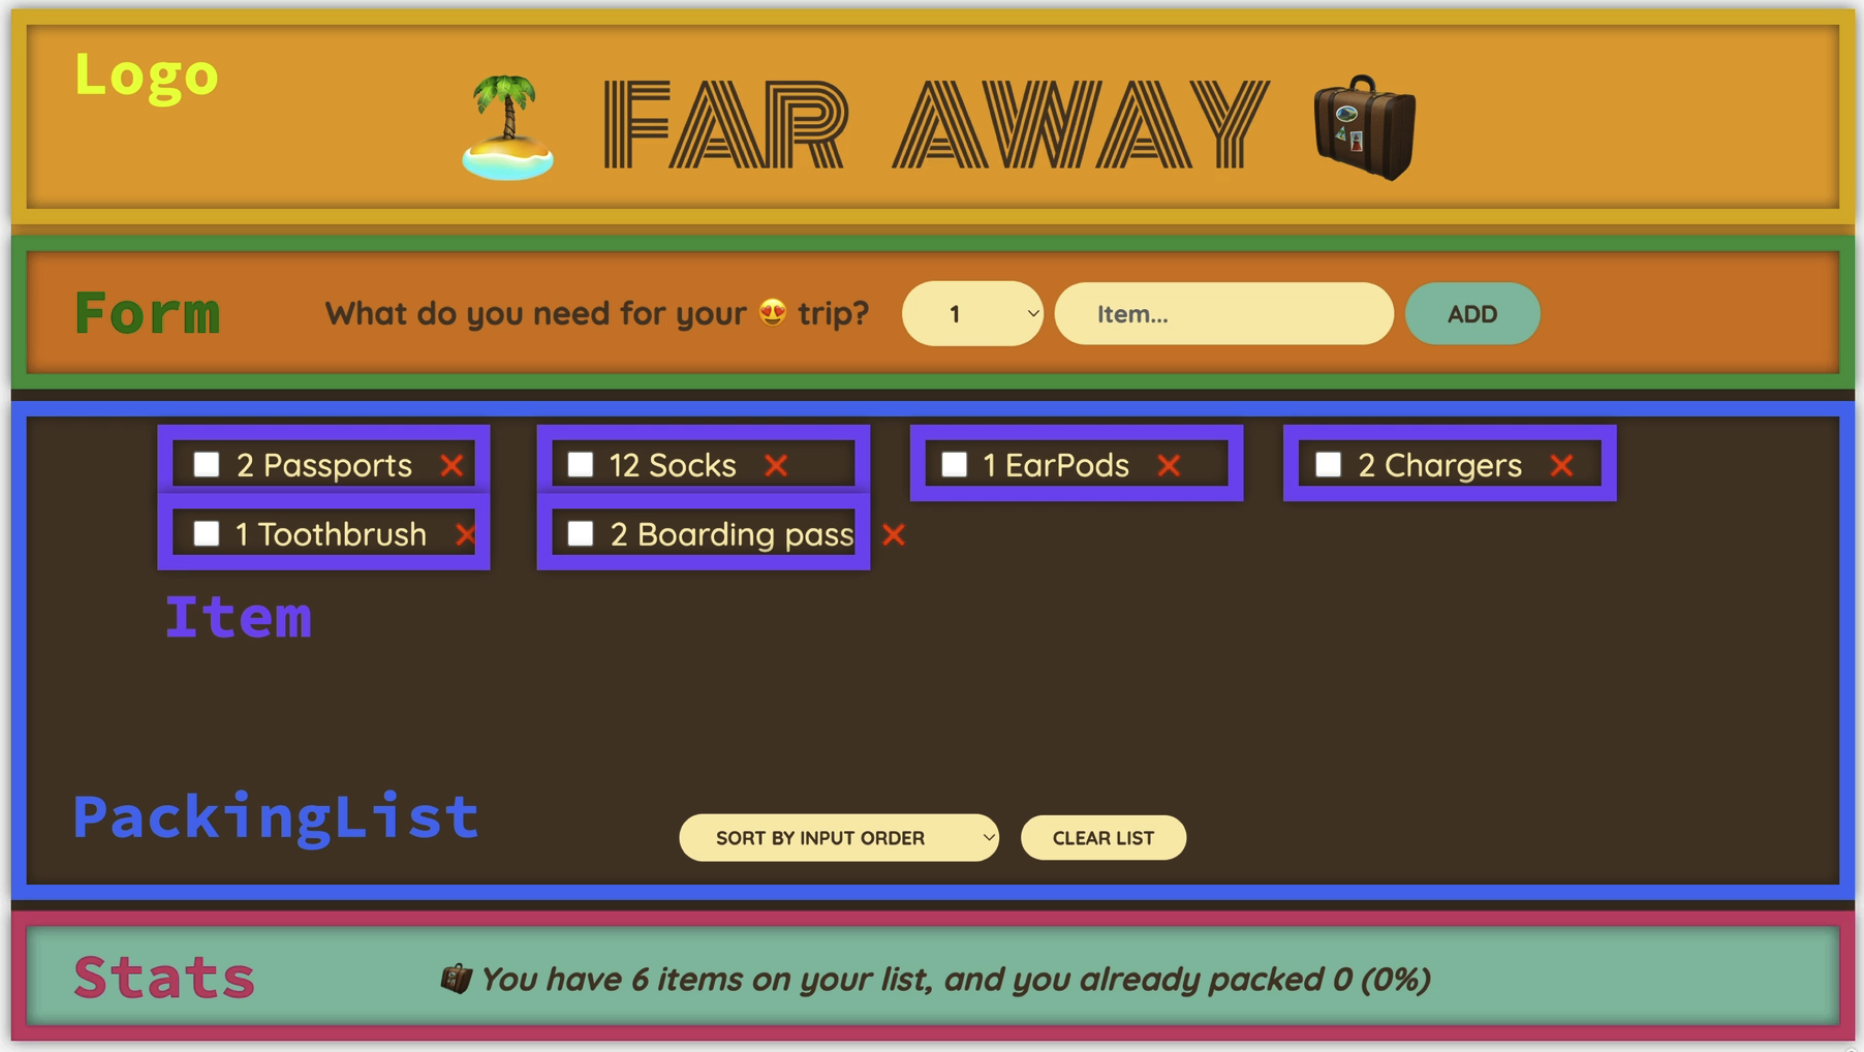 Logo
FAR AWAY
Form
What do you need for your 😍 trip?
1
Item...
ADD
2 Passports ❌
12 Socks ❌
1 EarPods ❌
2 Chargers ❌
1 Toothbrush ❌
2 Boarding pass ❌
Item
PackingList
SORT BY INPUT ORDER
CLEAR LIST
Stats
You have 6 items on your list, and you already packed 0 (0%)